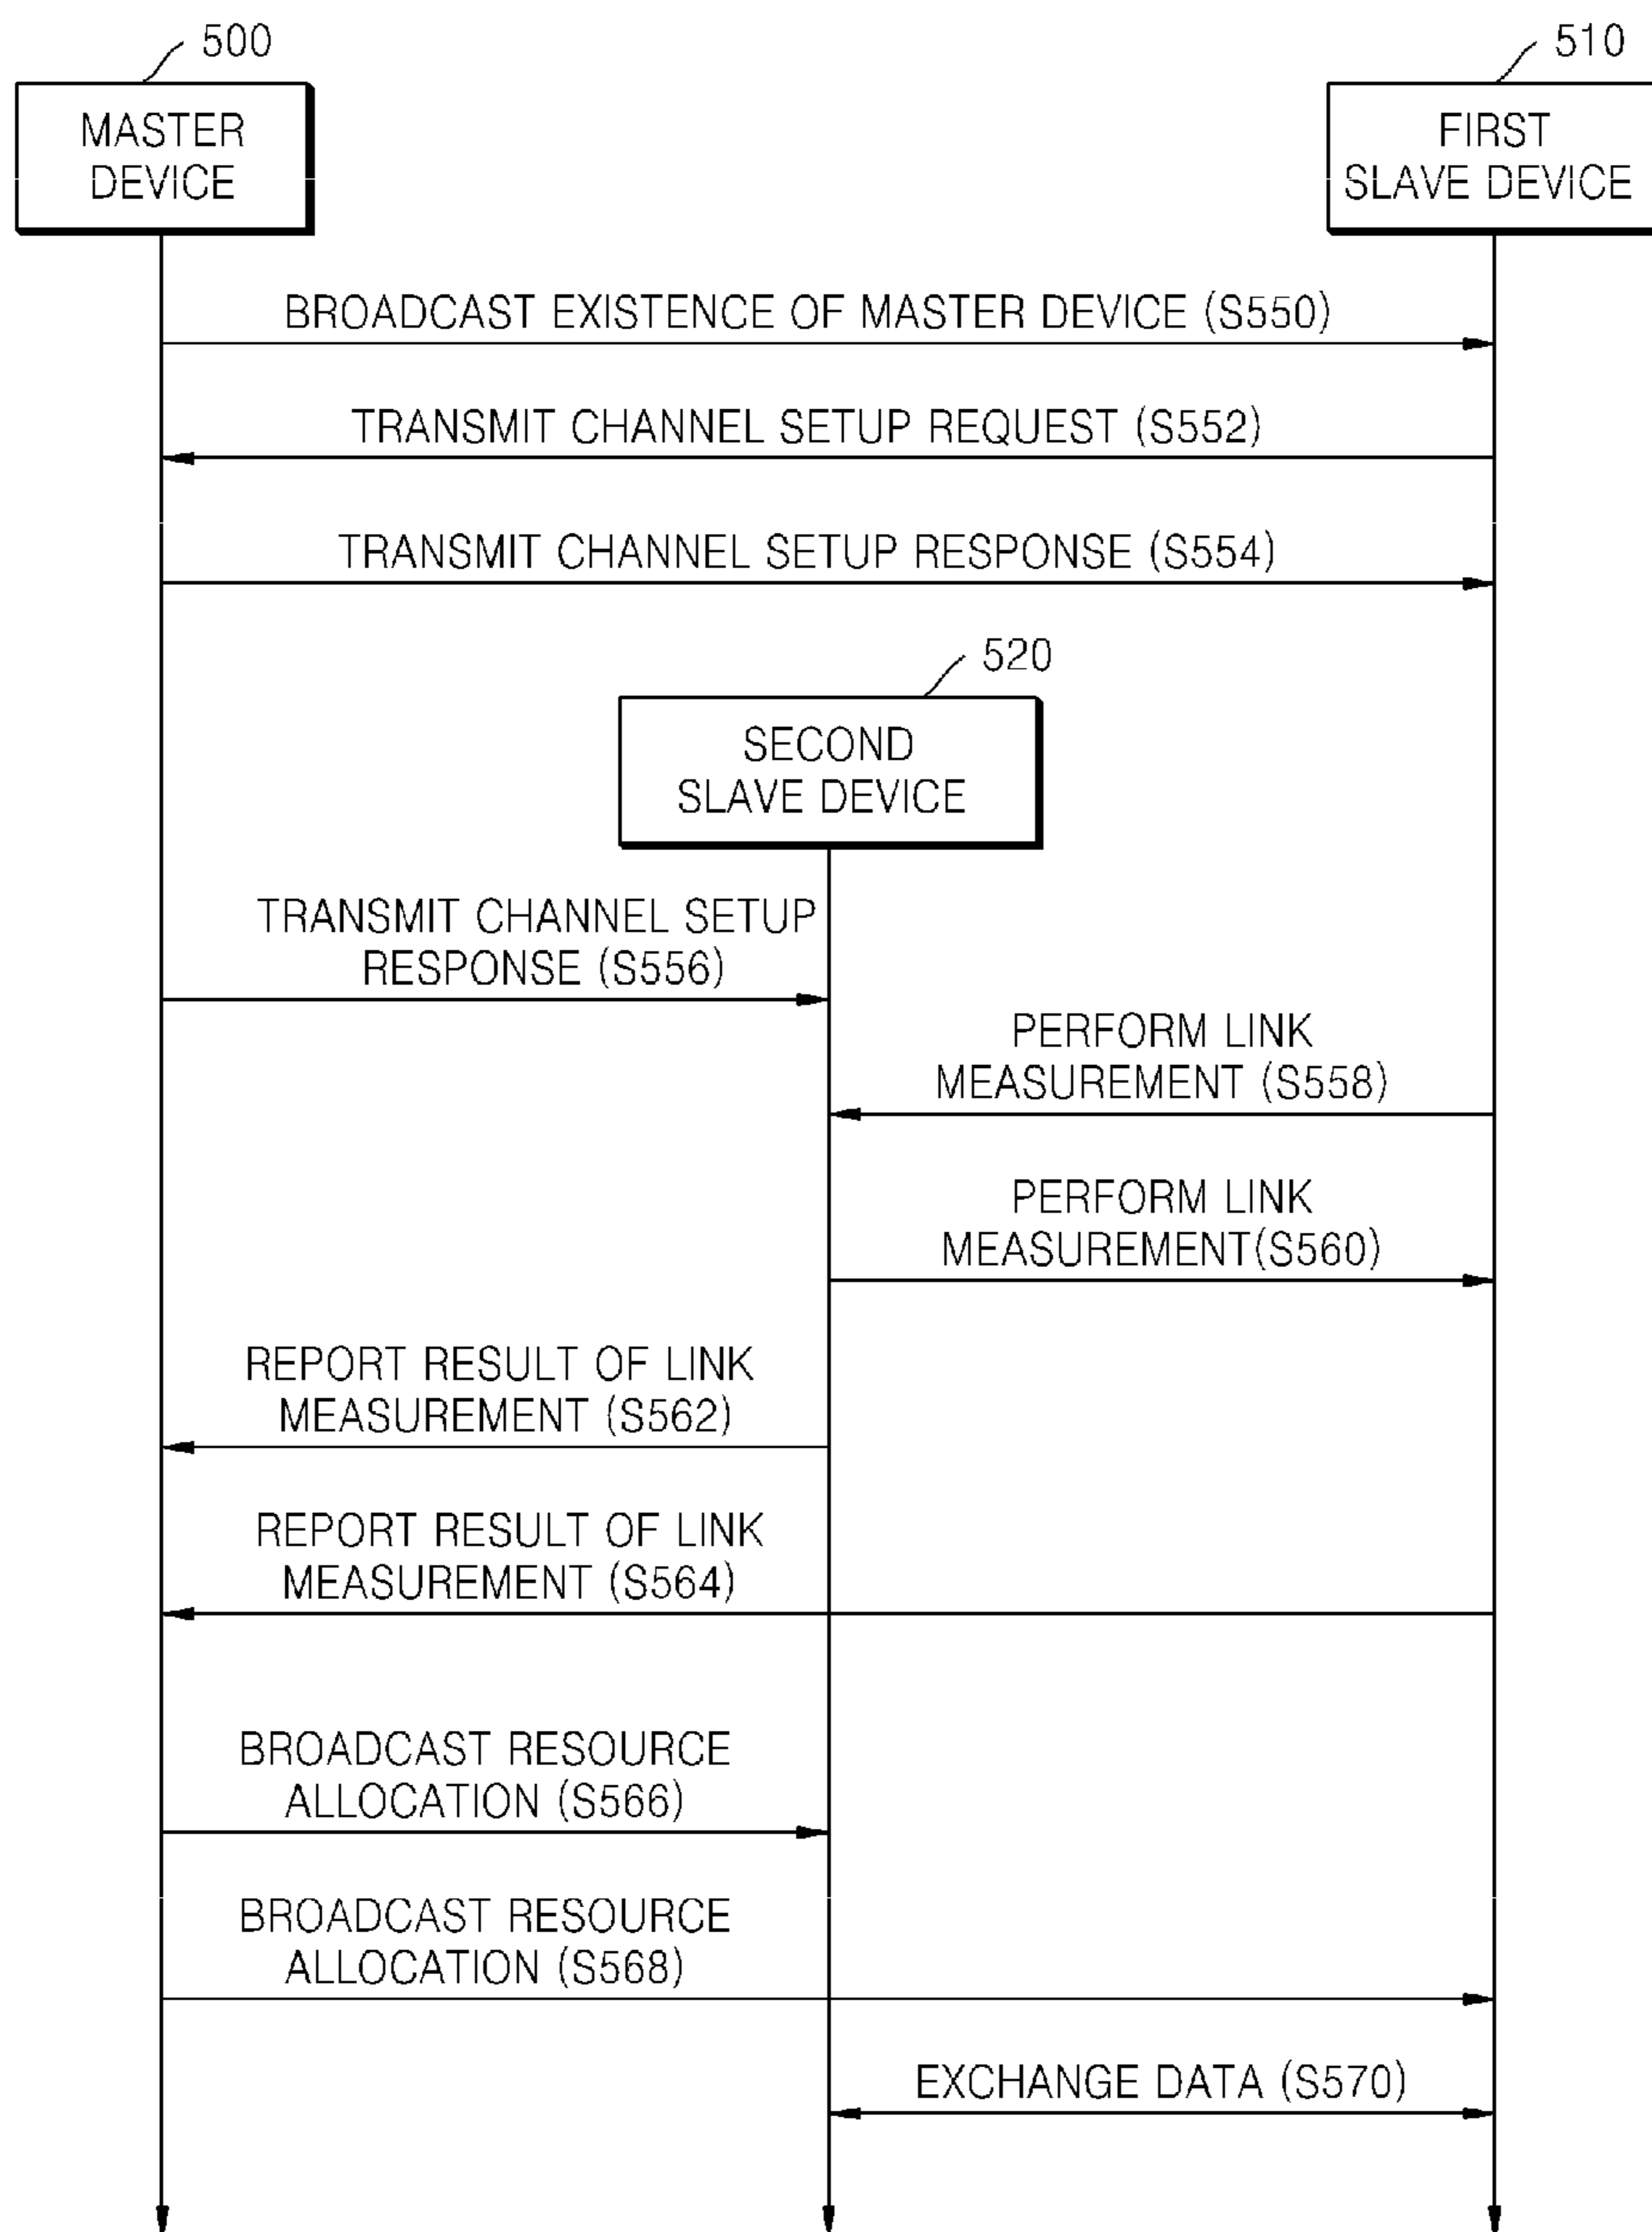 500
510
MASTER
DEVICE
FIRST
SLAVE DEVICE
BROADCAST EXISTENCE OF MASTER DEVICE (S550)
TRANSMIT CHANNEL SETUP REQUEST (S552)
TRANSMIT CHANNEL SETUP RESPONSE (S554)
520
SECOND
SLAVE DEVICE
TRANSMIT CHANNEL SETUP
RESPONSE (S556)
PERFORM LINK
MEASUREMENT (S558)
PERFORM LINK
MEASUREMENT(S560)
REPORT RESULT OF LINK
MEASUREMENT (S562)
REPORT RESULT OF LINK
MEASUREMENT (S564)
BROADCAST RESOURCE
ALLOCATION (S566)
BROADCAST RESOURCE
ALLOCATION (S568)
EXCHANGE DATA (S570)